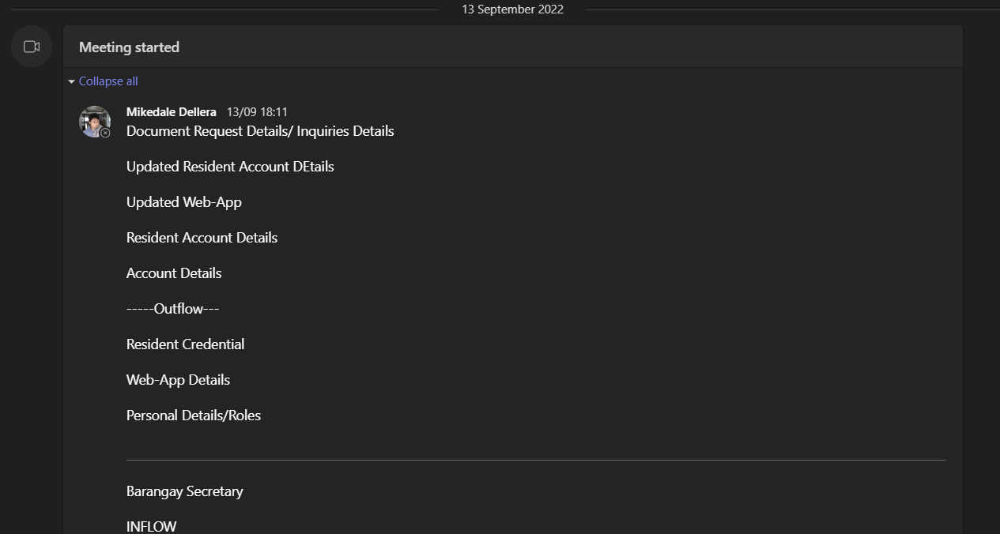 13 September 2022
Meeting started
Collapse all
Mikedale Dellera 13/09 18:11
Document Request Details/ Inquiries Details
Updated Resident Account DEtails
Updated Web-App
Resident Account Details
Account Details
-----Outflow---
Resident Credential
Web-App Details
Personal Details/Roles
Barangay Secretary
INFLOW